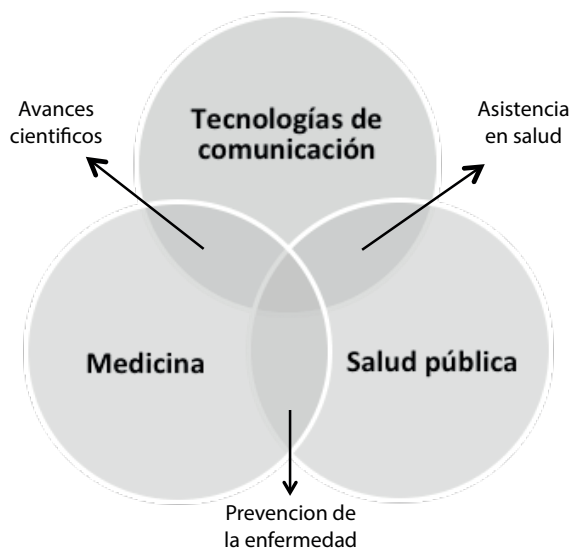 Tecnologías de
comunicación
Avances
científicos
Asistencia
en salud
Medicina
Salud pública
Prevencion de
la enfermedad